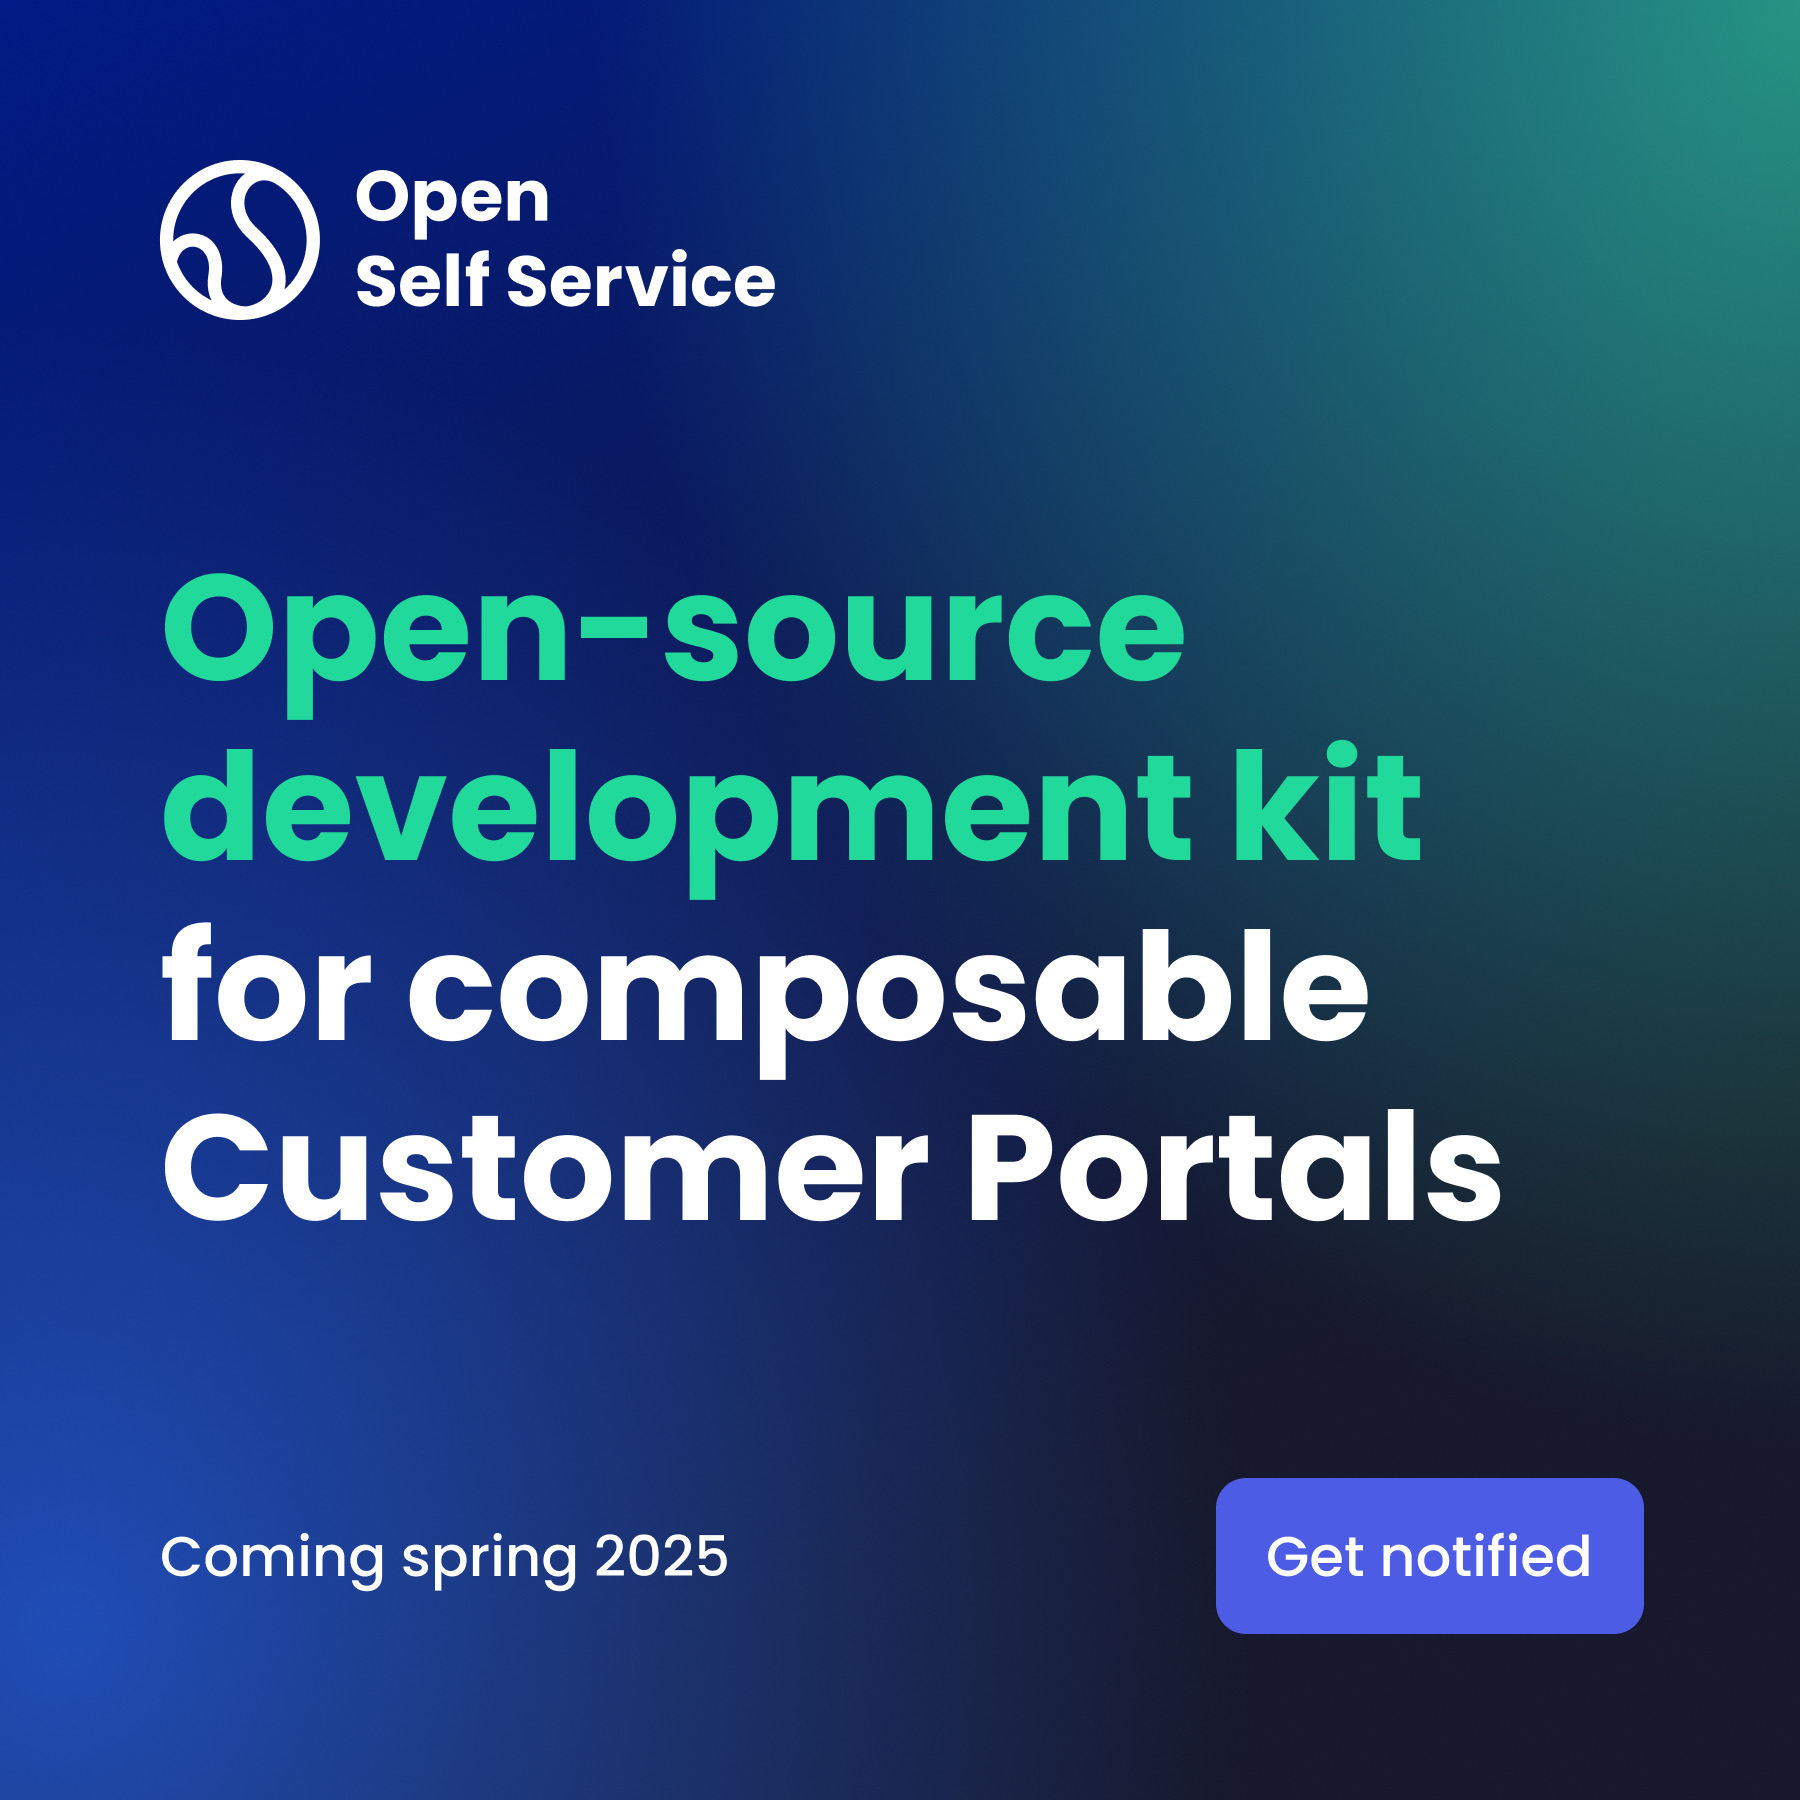 Open
Self Service
Open-source
development kit
for composable
Customer Portals
Coming spring 2025
Get notified